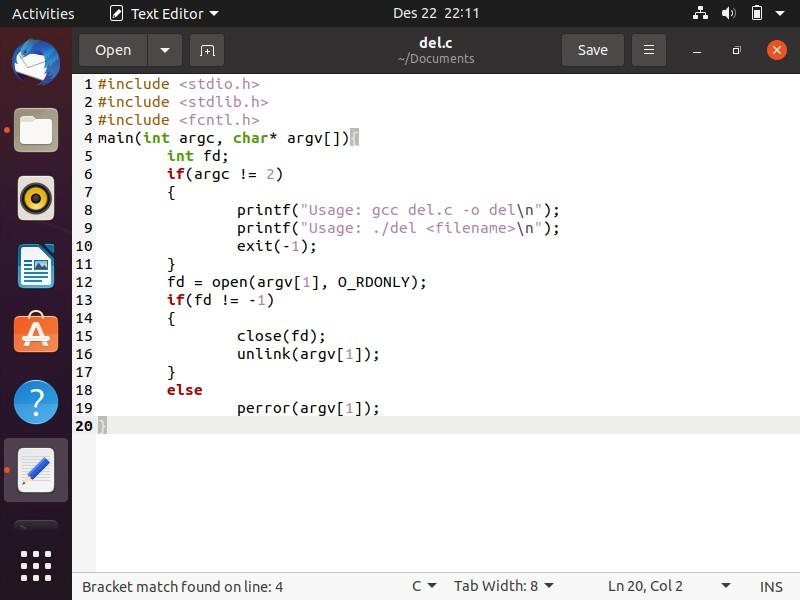 Activities Text Editor Des 22 22:11
Open del.c Save
~/Documents
1 #include <stdio.h>
2 #include <stdlib.h>
3 #include <fcntl.h>
4 main(int argc, char* argv[]){
5 int fd;
6 if(argc != 2)
7 {
8 printf("Usage: gcc del.c -o del\n");
9 printf("Usage: ./del <filename>\n");
10 exit(-1);
11 }
12 fd = open(argv[1], O_RDONLY);
13 if(fd != -1)
14 {
15 close(fd);
16 unlink(argv[1]);
17 }
18 else
19 perror(argv[1]);
20 }
Bracket match found on line: 4 C Tab Width: 8 Ln 20, Col 2 INS